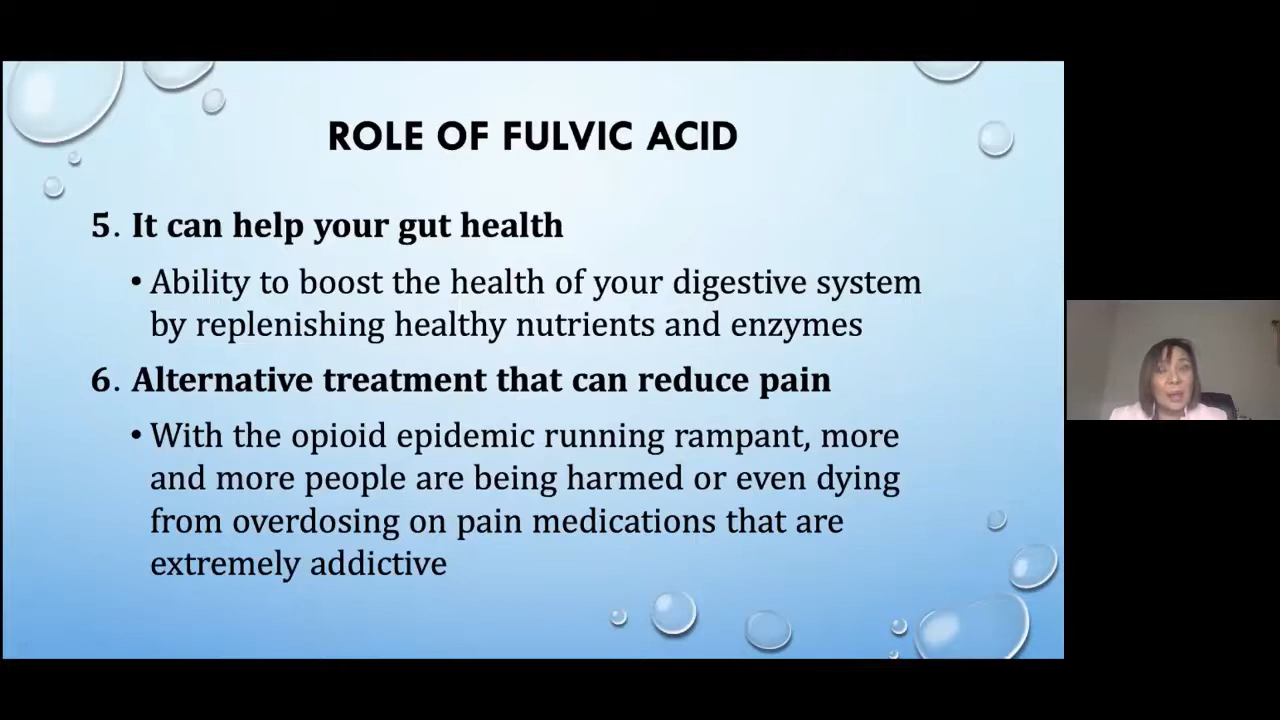 ROLE OF FULVIC ACID
5. It can help your gut health
• Ability to boost the health of your digestive system
by replenishing healthy nutrients and enzymes
6. Alternative treatment that can reduce pain
• With the opioid epidemic running rampant, more
and more people are being harmed or even dying
from overdosing on pain medications that are
extremely addictive